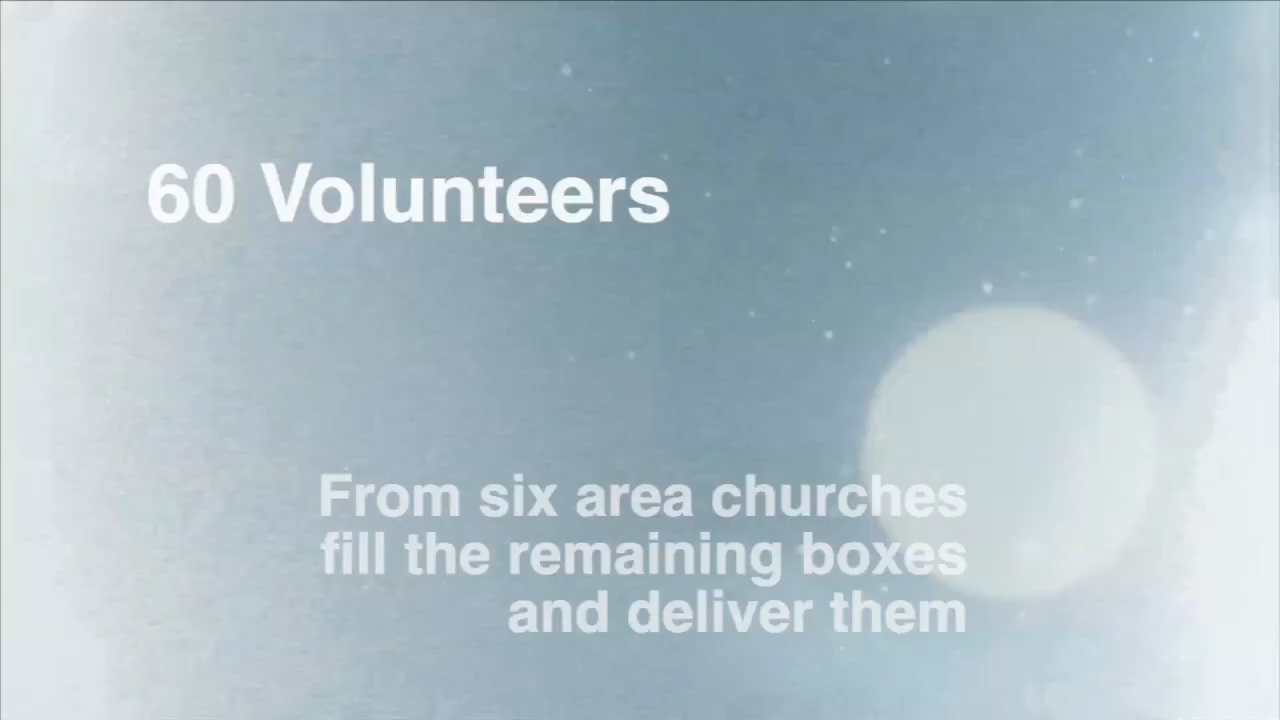 60 Volunteers
From six area churches
fill the remaining boxes
and deliver them